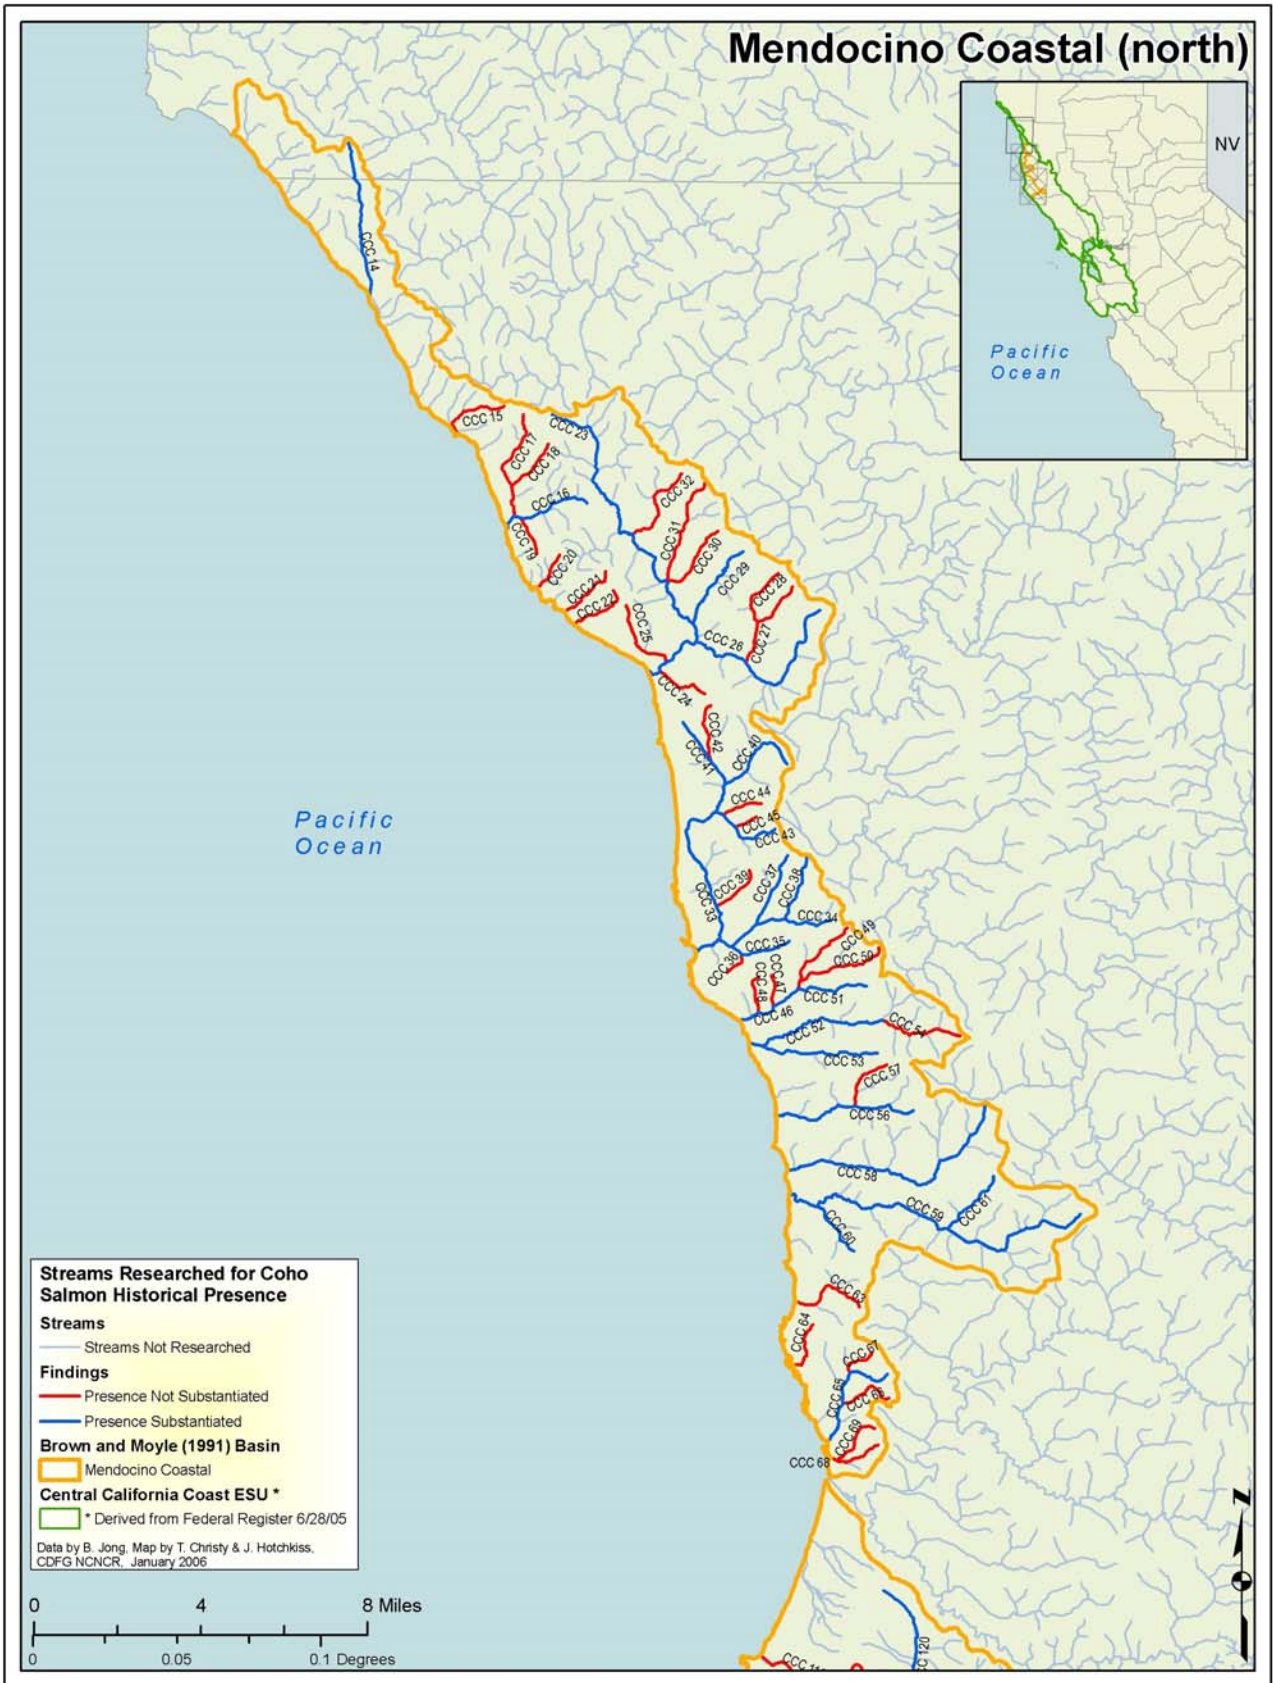 Mendocino Coastal (north)
NV
Pacific
Ocean
CCC 14
CCC 15
CCC 23
CCC 17
CCC 18
CCC 16
CCC 32
CCC 19
CCC 31
CCC 30
CCC 20
CCC 29
CCC 21
CCC 28
CCC 22
CCC 25
CCC 26
CCC 27
CCC 24
CCC 42
CCC 41
CCC 40
CCC 44
Pacific
Ocean
CCC 45
CCC 43
CCC 39
CCC 37
CCC 38
CCC 33
CCC 34
CCC 35
CCC 49
CCC 36
CCC 50
CCC 48
CCC 47
CCC 51
CCC 46
CCC 52
CCC 54
CCC 53
CCC 57
CCC 56
CCC 58
CCC 59
CCC 61
CCC 60
CCC 63
CCC 64
CCC 67
CCC 65
CCC 69
CCC 68
CCC 120
Streams Researched for Coho
Salmon Historical Presence
Streams
Streams Not Researched
Findings
Presence Not Substantiated
Presence Substantiated
Brown and Moyle (1991) Basin
Mendocino Coastal
Central California Coast ESU *
* Derived from Federal Register 6/28/05
Data by B. Jong, Map by T. Christy & J. Hotchkiss,
CDFG NCNCR, January 2006
0 4 8 Miles
0 0.05 0.1 Degrees
Z